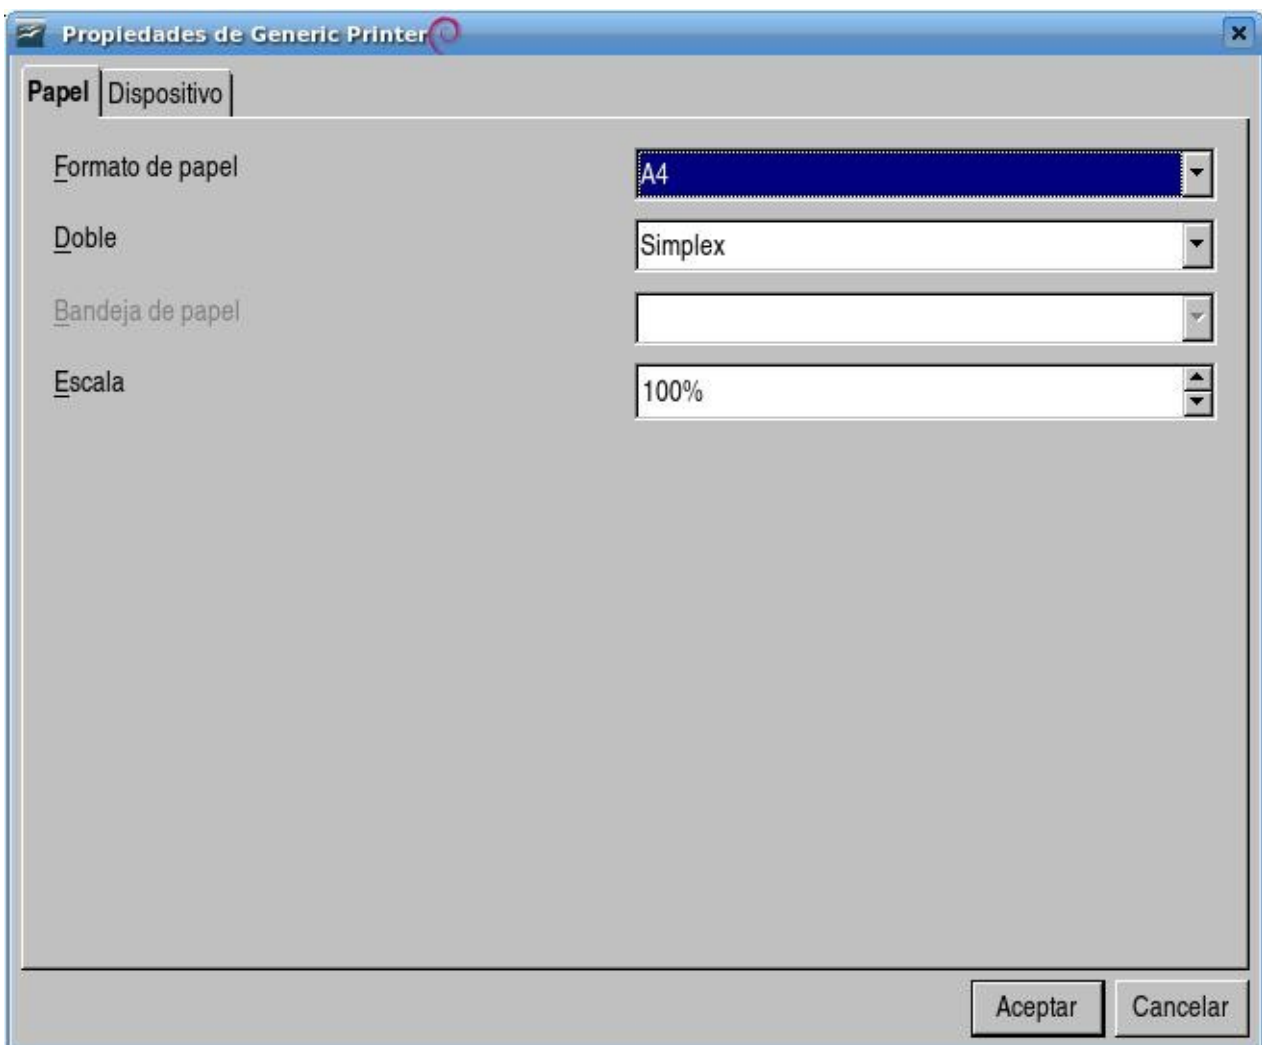 Propiedades de Generic Printer
Papel Dispositivo
Formato de papel A4
Doble Simplex
Bandeja de papel
Escala 100%
Aceptar Cancelar